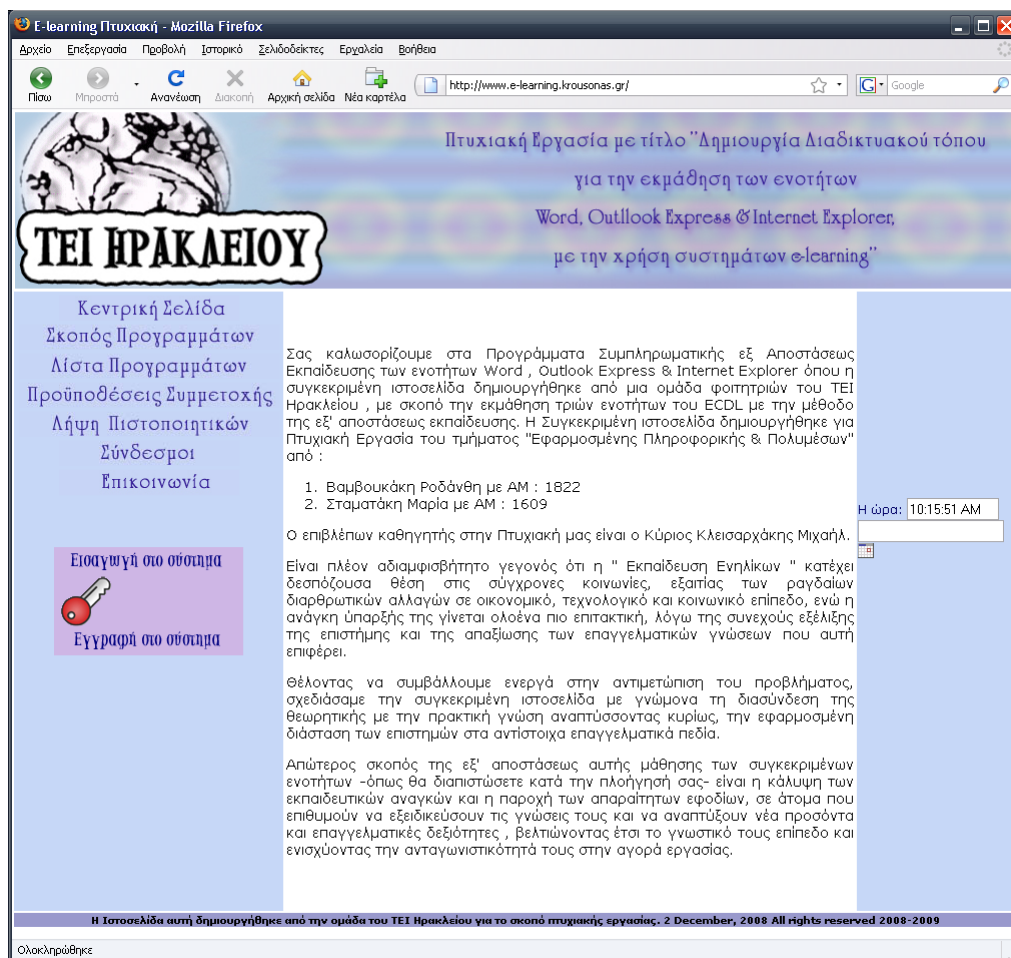 E-learning Πτυχιακή - Mozilla Firefox
Αρχείο Επεξεργασία Προβολή Ιστορικό Σελιδοδείκτες Εργαλεία Βοήθεια
Πίσω Μπροστά Ανανέωση Διακοπή Αρχική σελίδα Νέα καρτέλα http://www.e-learning.krousonas.gr/ G Google
Πτυχιακή Εργασία με τίτλο "Δημιουργία Διαδικτυακού τόπου
για την εκμάθηση των ενοτήτων
Word, Outllook Express & Internet Explorer,
με την χρήση συστημάτων e-learning"
ΤΕΙ ΗΡΑΚΛΕΙΟΥ
Κεντρική Σελίδα
Σκοπός Προγραμμάτων
Λίστα Προγραμμάτων
Προϋποθέσεις Συμμετοχής
Λήψη Πιστοποιητικών
Σύνδεσμοι
Επικοινωνία
Εισαγωγή στο σύστημα
Εγγραφή στο σύστημα
Σας καλωσορίζουμε στα Προγράμματα Συμπληρωματικής εξ Αποστάσεως
Εκπαίδευσης των ενοτήτων Word , Outlook Express & Internet Explorer όπου η
συγκεκριμένη ιστοσελίδα δημιουργήθηκε από μια ομάδα φοιτητριών του ΤΕΙ
Ηρακλείου , με σκοπό την εκμάθηση τριών ενοτήτων του ECDL με την μέθοδο
της εξ' αποστάσεως εκπαίδευσης. Η Συγκεκριμένη ιστοσελίδα δημιουργήθηκε για
Πτυχιακή Εργασία του τμήματος "Εφαρμοσμένης Πληροφορικής & Πολυμέσων"
από :
1. Βαμβουκάκη Ροδάνθη με ΑΜ : 1822
2. Σταματάκη Μαρία με ΑΜ : 1609
Ο επιβλέπων καθηγητής στην Πτυχιακή μας είναι ο Κύριος Κλεισαρχάκης Μιχαήλ.
Είναι πλέον αδιαμφισβήτητο γεγονός ότι η " Εκπαίδευση Ενηλίκων " κατέχει
δεσπόζουσα θέση στις σύγχρονες κοινωνίες, εξαιτίας των ραγδαίων
διαρθρωτικών αλλαγών σε οικονομικό, τεχνολογικό και κοινωνικό επίπεδο, ενώ η
ανάγκη ύπαρξής της γίνεται ολοένα πιο επιτακτική, λόγω της συνεχούς εξέλιξης
της επιστήμης και της απαξίωσης των επαγγελματικών γνώσεων που αυτή
επιφέρει.
Θέλοντας να συμβάλλουμε ενεργά στην αντιμετώπιση του προβλήματος,
σχεδιάσαμε την συγκεκριμένη ιστοσελίδα με γνώμονα τη διασύνδεση της
θεωρητικής με την πρακτική γνώση αναπτύσσοντας κυρίως, την εφαρμοσμένη
διάσταση των επιστημών στα αντίστοιχα επαγγελματικά πεδία.
Απώτερος σκοπός της εξ' αποστάσεως αυτής μάθησης των συγκεκριμένων
ενοτήτων -όπως θα διαπιστώσετε κατά την πλοήγησή σας- είναι η κάλυψη των
εκπαιδευτικών αναγκών και η παροχή των απαραίτητων εφοδίων, σε άτομα που
επιθυμούν να εξειδικεύσουν τις γνώσεις τους και να αναπτύξουν νέα προσόντα
και επαγγελματικές δεξιότητες , βελτιώνοντας έτσι το γνωστικό τους επίπεδο και
ενισχύοντας την ανταγωνιστικότητά τους στην αγορά εργασίας.
Η ώρα: 10:15:51 AM
Η Ιστοσελίδα αυτή δημιουργήθηκε από την ομάδα του ΤΕΙ Ηρακλείου για το σκοπό πτυχιακής εργασίας. 2 December, 2008 All rights reserved 2008-2009
Ολοκληρώθηκε